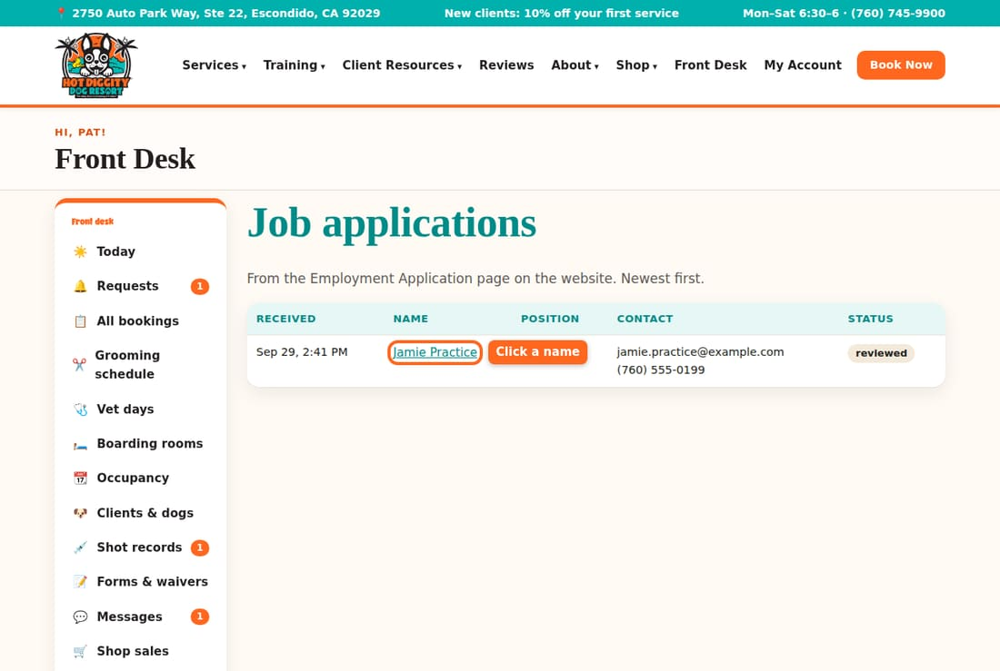 📍 2750 Auto Park Way, Ste 22, Escondido, CA 92029
New clients: 10% off your first service
Mon–Sat 6:30–6 · (760) 745-9900
HOT DIGGITY
DOG RESORT
Services ▾
Training ▾
Client Resources ▾
Reviews
About ▾
Shop ▾
Front Desk
My Account
Book Now
HI, PAT!
Front Desk
Front desk
☀️ Today
🔔 Requests 1
📋 All bookings
✂️ Grooming
schedule
🩺 Vet days
🛏️ Boarding rooms
📆 Occupancy
🐶 Clients & dogs
💉 Shot records 1
📝 Forms & waivers
💬 Messages 1
🛒 Shop sales
Job applications
From the Employment Application page on the website. Newest first.
RECEIVED NAME POSITION CONTACT STATUS
Sep 29, 2:41 PM Jamie Practice Click a name jamie.practice@example.com reviewed
(760) 555-0199